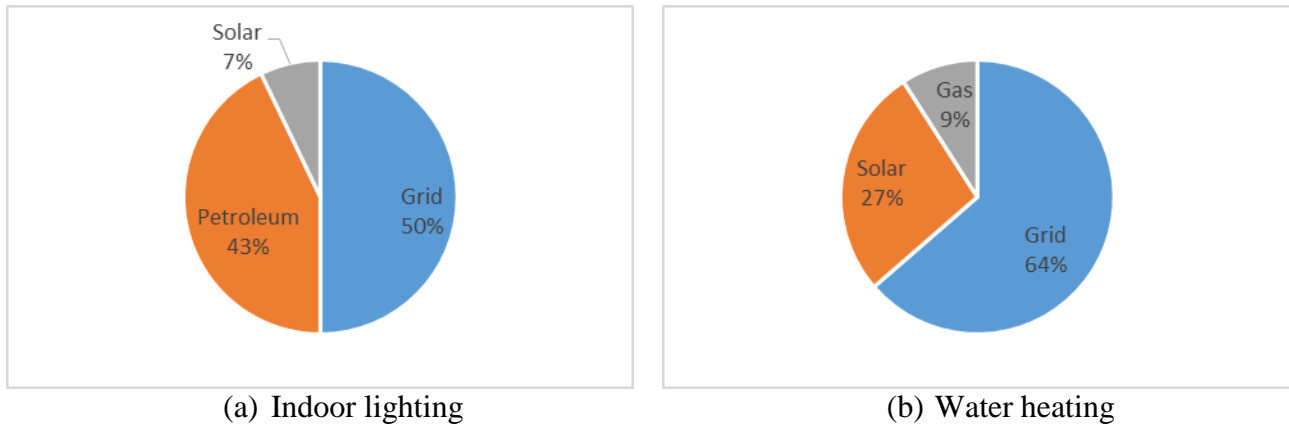 Solar
7%
Petroleum
43%
Grid
50%
(a) Indoor lighting
Gas
9%
Solar
27%
Grid
64%
(b) Water heating